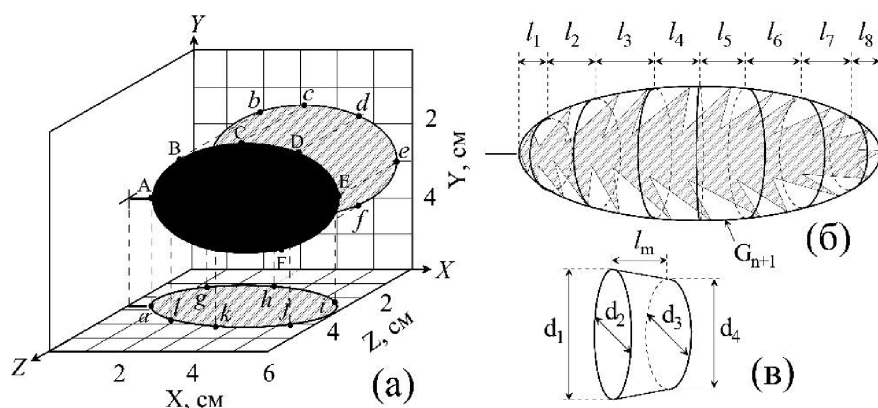 Y
b
c
d
2
e
4
f
Y, см
B
C
D
A
E
F
X
a
l
g
h
k
j
i
2
4
Z, см
Z
2
4
6
X, см
(а)
l1 l2 l3 l4 l5 l6 l7 l8
Gn+1
(б)
lm
d1
d2
d3
d4
(в)